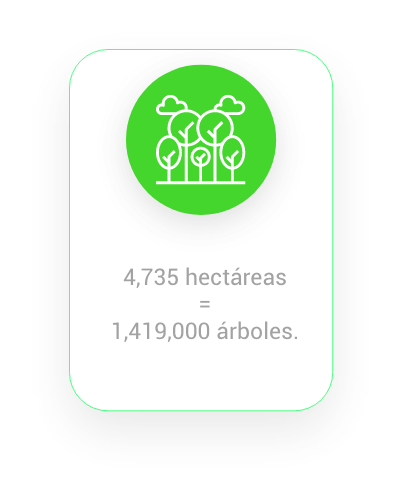 4,735 hectáreas
=
1,419,000 árboles.